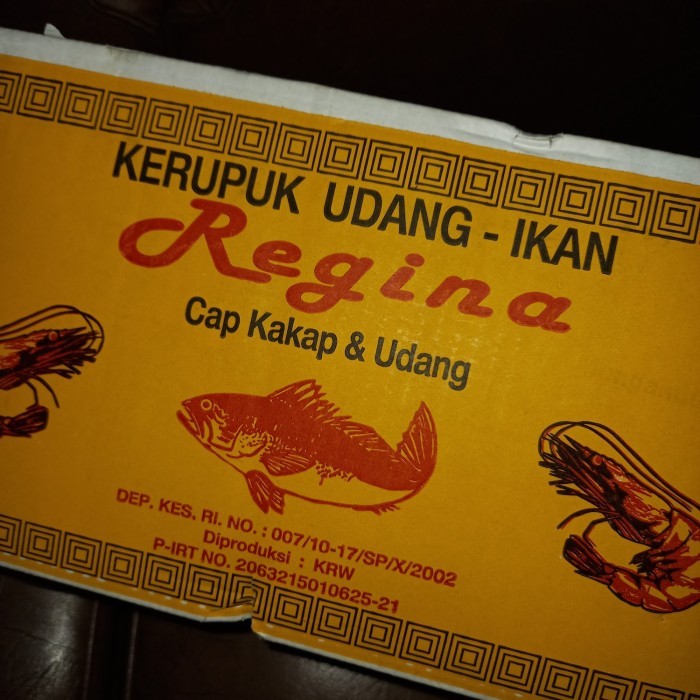 KERUPUK UDANG - IKAN
Regina
Cap Kakap & Udang
DEP. KES. RI. NO. : 007/10-17/SP/X/2002
Diproduksi : KRW
P-IRT NO. 2063215010625-21